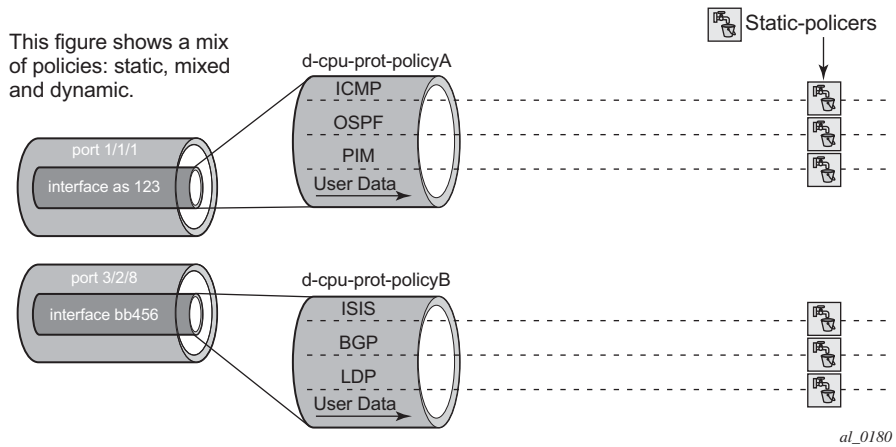 Static-policers
This figure shows a mix
of policies: static, mixed
and dynamic.
d-cpu-prot-policyA
ICMP
OSPF
PIM
User Data
port 1/1/1
interface as 123
d-cpu-prot-policyB
ISIS
BGP
LDP
User Data
port 3/2/8
interface bb456
al_0180